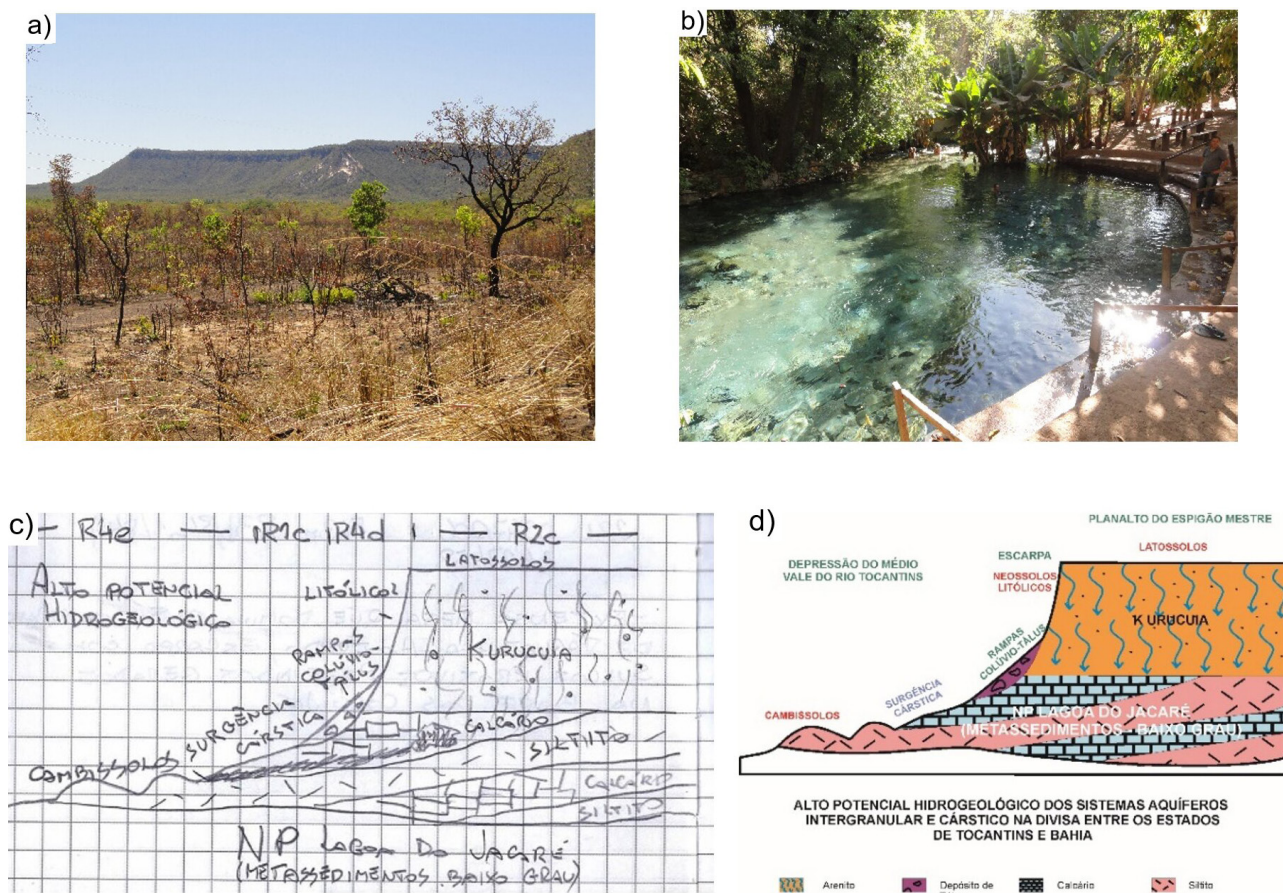 a)
b)
c)
R4e R1c R4d R2c
LATOSSOLOS
ALTO POTENCIAL
HIDROGEOLÓGICO
LITÓLICOS
RAMPAS
COLÚVIO-
TÁLUS
KURUCUIA
SURGÊNCIA
CÁRSTICA
CALCÁRIO
SILTITO
CAMBISSOLOS
CALCÁRIO
SILTITO
NP LAGOA DO JACARÉ
(METASSEDIMENTOS. BAIXO GRAU)
d)
PLANALTO DO ESPIGÃO MESTRE
DEPRESSÃO DO MÉDIO
VALE DO RIO TOCANTINS
ESCARPA
LATOSSOLOS
NEOSSOLOS
LITÓLICOS
K URUCUIA
RAMPAS
COLÚVIO-TÁLUS
SURGÊNCIA
CÁRSTICA
CAMBISSOLOS
NP LAGOA DO JACARÉ
(METASSEDIMENTOS - BAIXO GRAU)
ALTO POTENCIAL HIDROGEOLÓGICO DOS SISTEMAS AQUÍFEROS
INTERGRANULAR E CÁRSTICO NA DIVISA ENTRE OS ESTADOS
DE TOCANTINS E BAHIA
Arenito
Depósito de
Calcário
Siltito